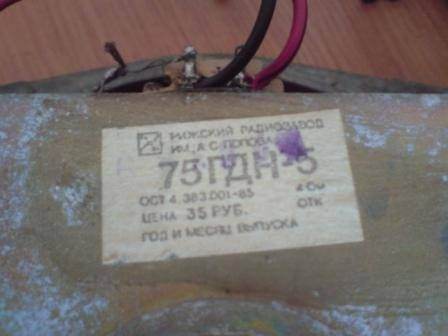 РИЖСКИЙ РАДИОЗАВОД
ИМ. А.С. ПОПОВА
75ГДН-5
ОСТ 4.383.001-85 4 Ом
ЦЕНА 35 РУБ. ОТК
ГОД И МЕСЯЦ ВЫПУСКА